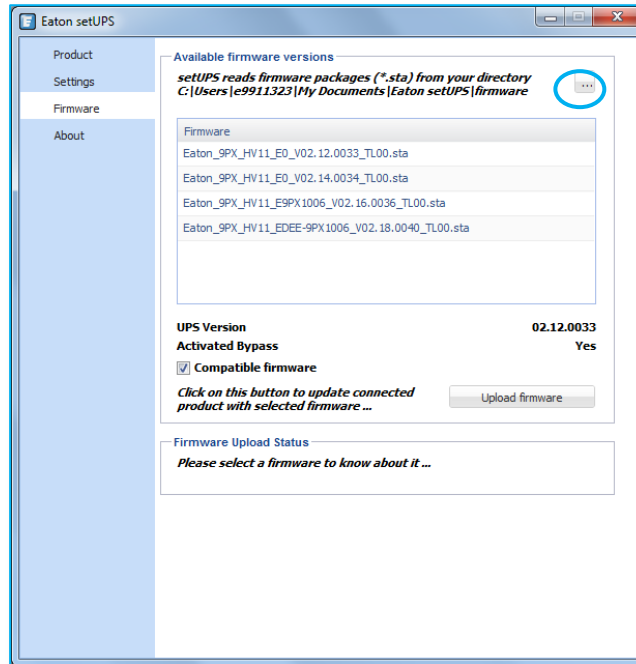 Eaton setUPS
Product
Settings
Firmware
About
Available firmware versions
setUPS reads firmware packages (*.sta) from your directory
C:|Users|e9911323|My Documents|Eaton setUPS|firmware
...
Firmware
Eaton_9PX_HV11_E0_V02.12.0033_TL00.sta
Eaton_9PX_HV11_E0_V02.14.0034_TL00.sta
Eaton_9PX_HV11_E9PX1006_V02.16.0036_TL00.sta
Eaton_9PX_HV11_EDEE-9PX1006_V02.18.0040_TL00.sta
UPS Version 02.12.0033
Activated Bypass Yes
Compatible firmware
Click on this button to update connected
product with selected firmware ...
Upload firmware
Firmware Upload Status
Please select a firmware to know about it ...